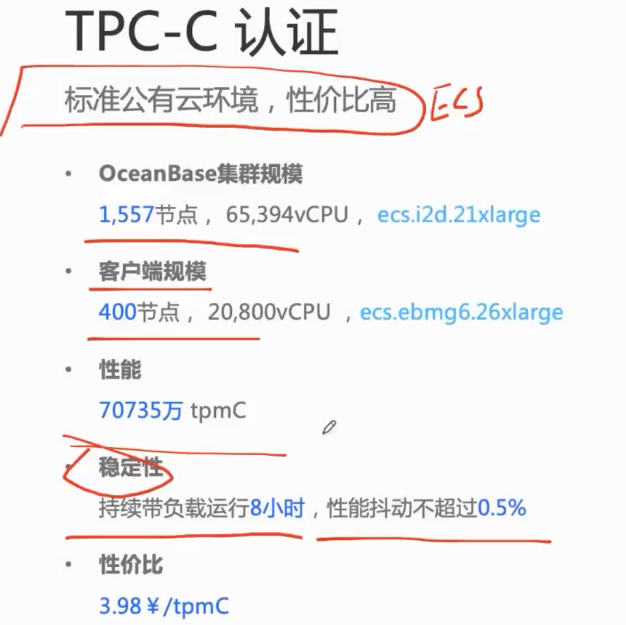 TPC-C 认证
标准公有云环境，性价比高 ECS
• OceanBase集群规模
1,557节点， 65,394vCPU， ecs.i2d.21xlarge
• 客户端规模
400节点， 20,800vCPU ，ecs.ebmg6.26xlarge
• 性能
70735万 tpmC
• 稳定性
持续带负载运行8小时，性能抖动不超过0.5%
• 性价比
3.98￥/tpmC